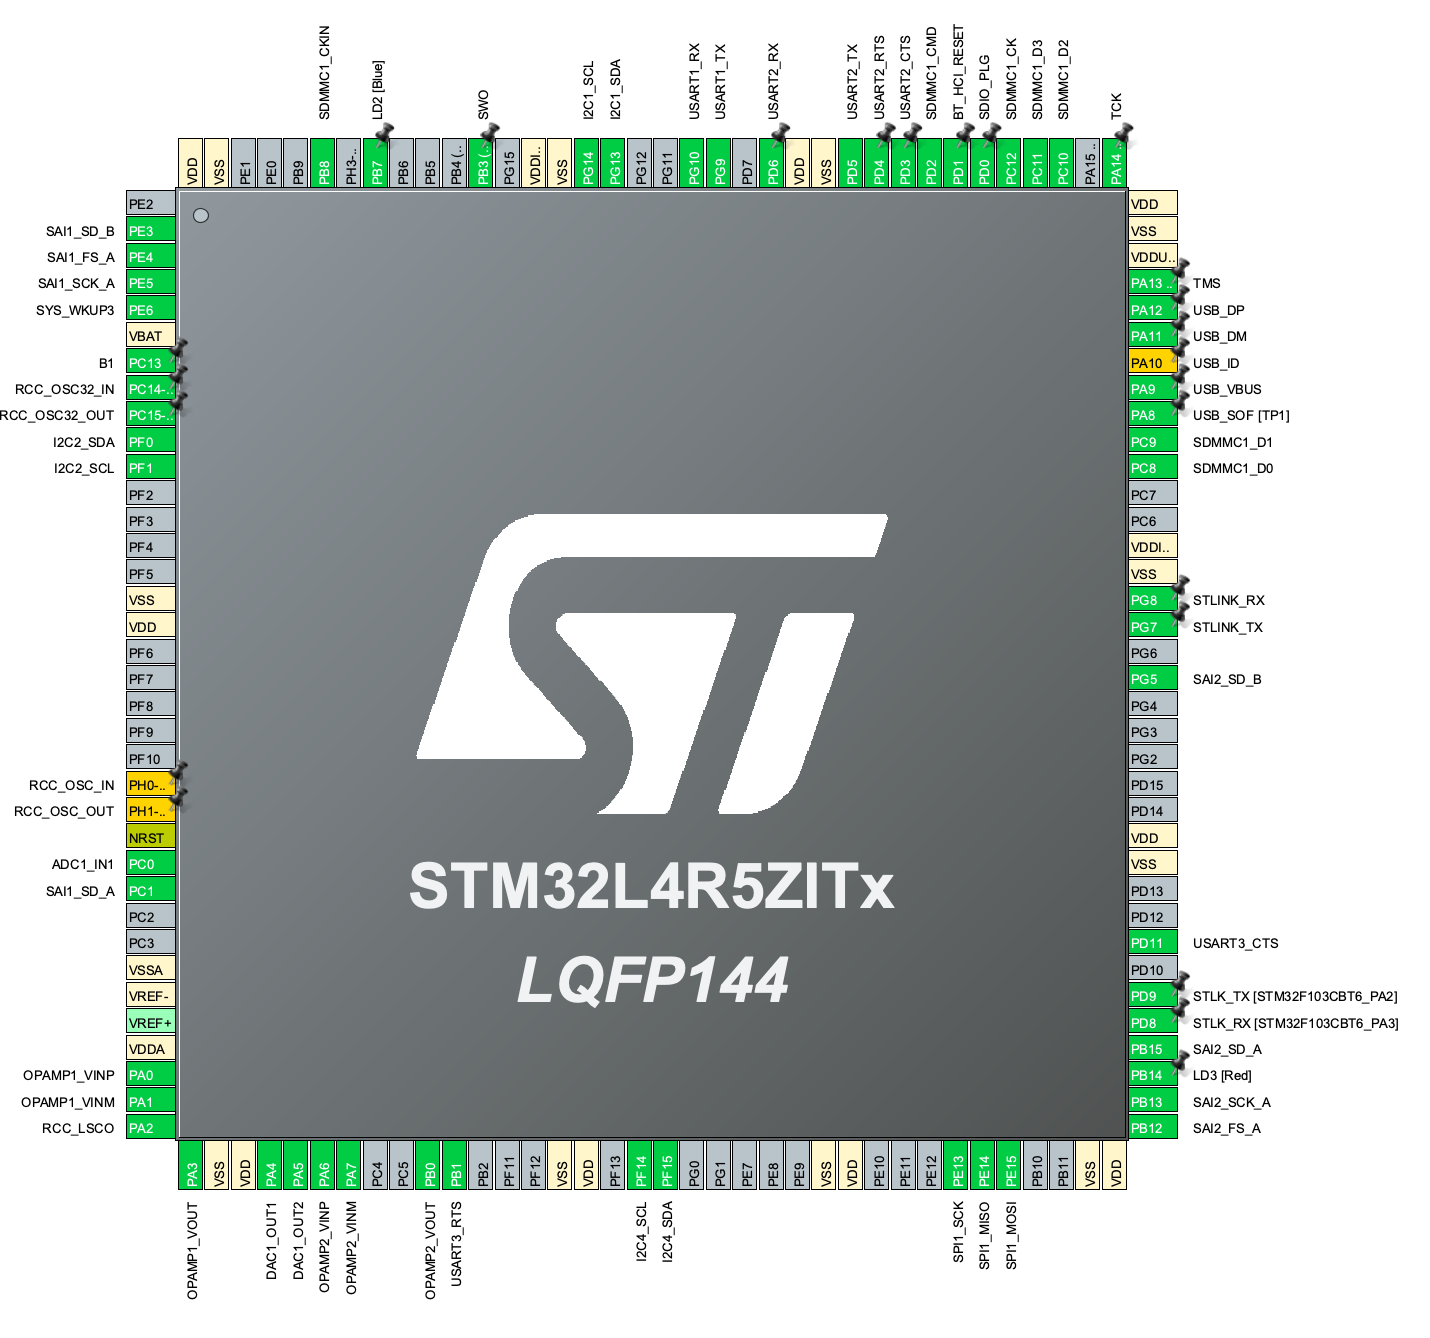 SDMMC1_CKIN
LD2 [Blue]
SWO
I2C1_SCL
I2C1_SDA
USART1_RX
USART1_TX
USART2_RX
USART2_TX
USART2_RTS
USART2_CTS
SDMMC1_CMD
BT_HCI_RESET
SDIO_PLG
SDMMC1_CK
SDMMC1_D3
SDMMC1_D2
TCK
VDD
VSS
PE1
PE0
PB9
PB8
PH3-..
PB7
PB6
PB5
PB4 (..
PB3 (..
PG15
VDDI..
VSS
PG14
PG13
PG12
PG11
PG10
PG9
PD7
PD6
VDD
VSS
PD5
PD4
PD3
PD2
PD1
PD0
PC12
PC11
PC10
PA15 ..
PA14 ..
PE2
SAI1_SD_B PE3
SAI1_FS_A PE4
SAI1_SCK_A PE5
SYS_WKUP3 PE6
VBAT
B1 PC13
RCC_OSC32_IN PC14-..
RCC_OSC32_OUT PC15-..
I2C2_SDA PF0
I2C2_SCL PF1
PF2
PF3
PF4
PF5
VSS
VDD
PF6
PF7
PF8
PF9
PF10
RCC_OSC_IN PH0-..
RCC_OSC_OUT PH1-..
NRST
ADC1_IN1 PC0
SAI1_SD_A PC1
PC2
PC3
VSSA
VREF-
VREF+
VDDA
OPAMP1_VINP PA0
OPAMP1_VINM PA1
RCC_LSCO PA2
ST
STM32L4R5ZITx
LQFP144
VDD
VSS
VDDU..
PA13 .. TMS
PA12 USB_DP
PA11 USB_DM
PA10 USB_ID
PA9 USB_VBUS
PA8 USB_SOF [TP1]
PC9 SDMMC1_D1
PC8 SDMMC1_D0
PC7
PC6
VDDI..
VSS
PG8 STLINK_RX
PG7 STLINK_TX
PG6
PG5 SAI2_SD_B
PG4
PG3
PG2
PD15
PD14
VDD
VSS
PD13
PD12
PD11 USART3_CTS
PD10
PD9 STLK_TX [STM32F103CBT6_PA2]
PD8 STLK_RX [STM32F103CBT6_PA3]
PB15 SAI2_SD_A
PB14 LD3 [Red]
PB13 SAI2_SCK_A
PB12 SAI2_FS_A
PA3
VSS
VDD
PA4
PA5
PA6
PA7
PC4
PC5
PB0
PB1
PB2
PF11
PF12
VSS
VDD
PF13
PF14
PF15
PG0
PG1
PE7
PE8
PE9
VSS
VDD
PE10
PE11
PE12
PE13
PE14
PE15
PB10
PB11
VSS
VDD
OPAMP1_VOUT
DAC1_OUT1
DAC1_OUT2
OPAMP2_VINP
OPAMP2_VINM
OPAMP2_VOUT
USART3_RTS
I2C4_SCL
I2C4_SDA
SPI1_SCK
SPI1_MISO
SPI1_MOSI